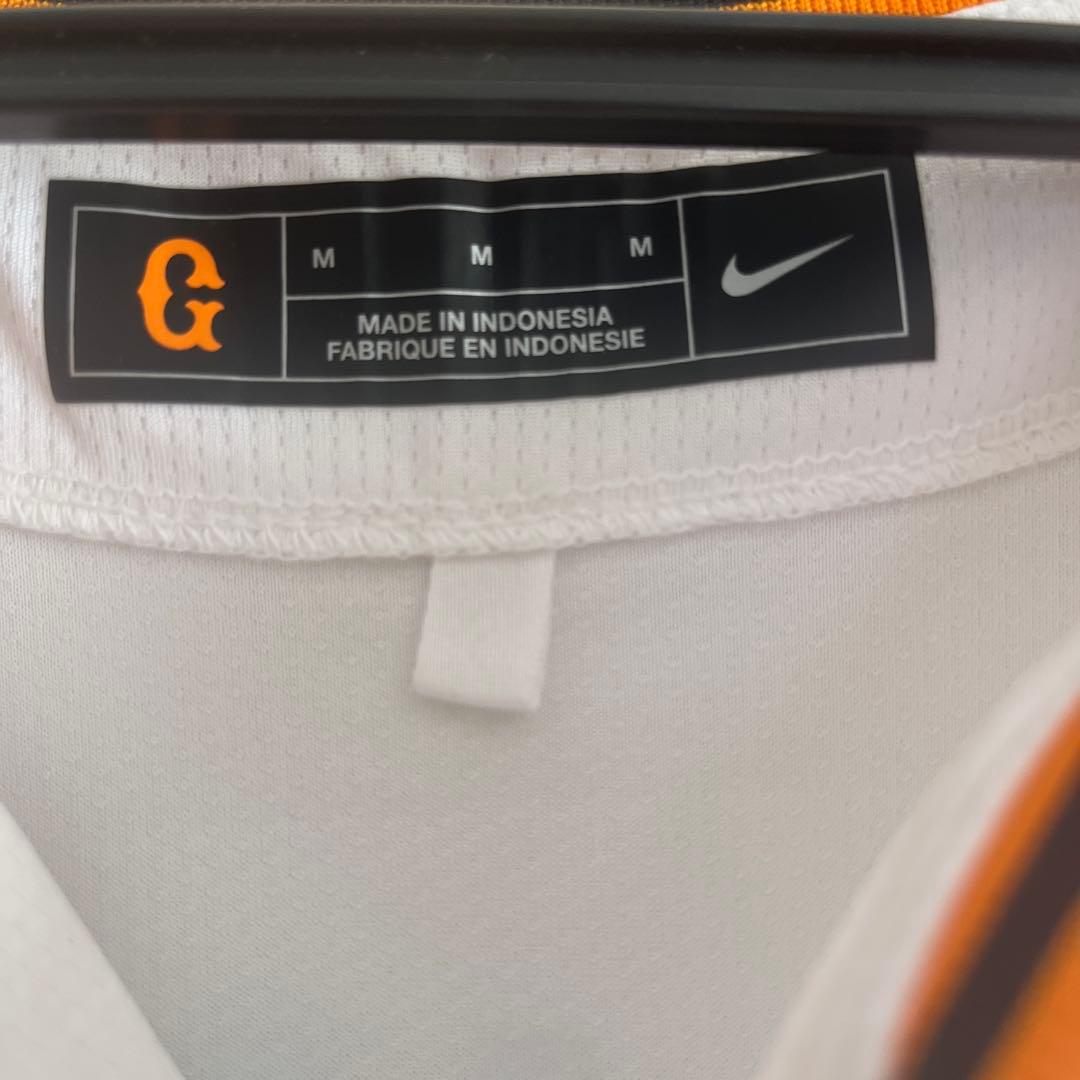 G
M M M
MADE IN INDONESIA
FABRIQUE EN INDONESIE